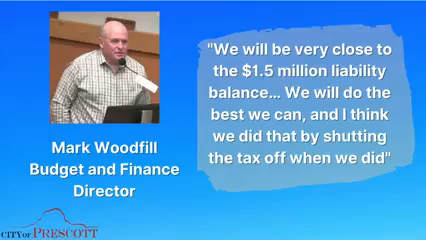 "We will be very close to
the $1.5 million liability
balance... We will do the
best we can, and I think
we did that by shutting
the tax off when we did"
Mark Woodfill
Budget and Finance
Director
CITY OF PRESCOTT